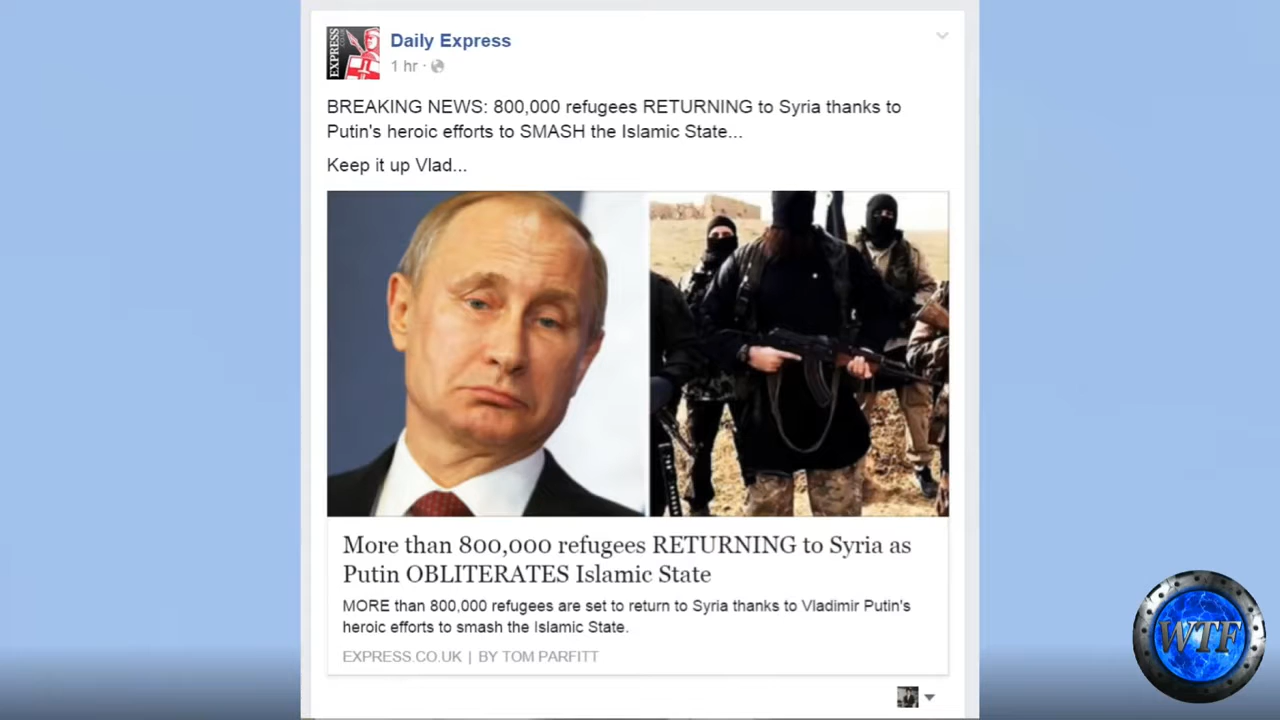 EXPRESS
Daily Express
1 hr ·
BREAKING NEWS: 800,000 refugees RETURNING to Syria thanks to
Putin's heroic efforts to SMASH the Islamic State...
Keep it up Vlad...
More than 800,000 refugees RETURNING to Syria as
Putin OBLITERATES Islamic State
MORE than 800,000 refugees are set to return to Syria thanks to Vladimir Putin's
heroic efforts to smash the Islamic State.
EXPRESS.CO.UK | BY TOM PARFITT
WTF